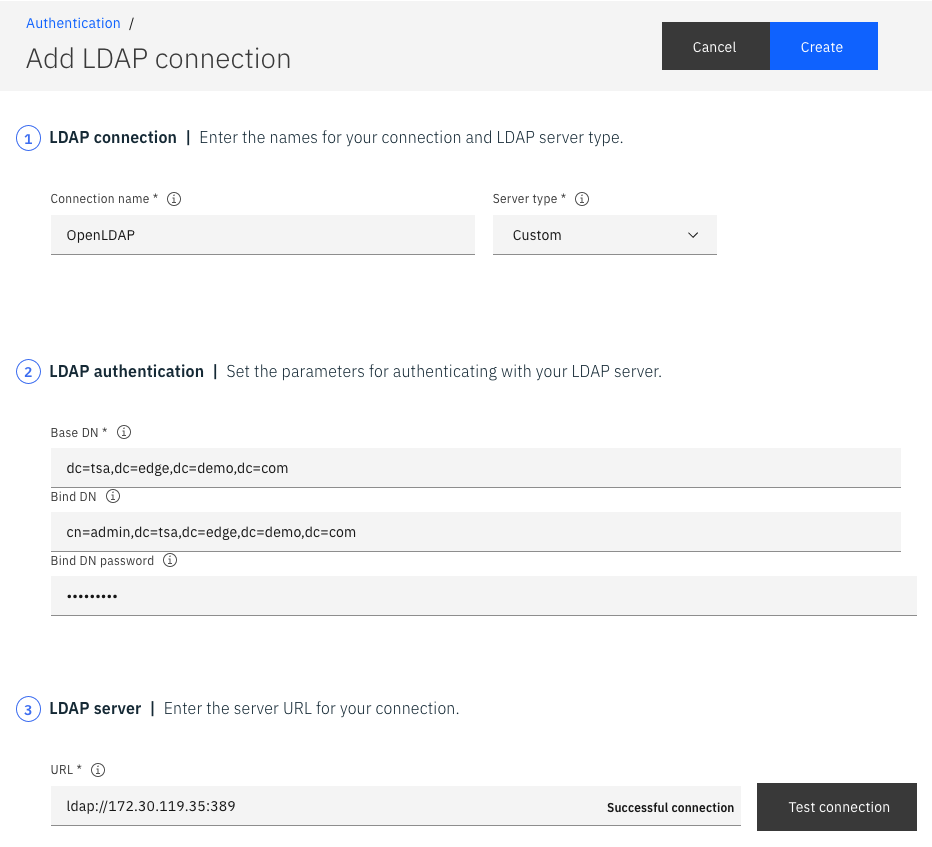 Authentication /
Add LDAP connection
Cancel
Create
1 LDAP connection | Enter the names for your connection and LDAP server type.
Connection name *
Server type *
OpenLDAP
Custom
2 LDAP authentication | Set the parameters for authenticating with your LDAP server.
Base DN *
dc=tsa,dc=edge,dc=demo,dc=com
Bind DN
cn=admin,dc=tsa,dc=edge,dc=demo,dc=com
Bind DN password
•••••••••
3 LDAP server | Enter the server URL for your connection.
URL *
ldap://172.30.119.35:389
Successful connection
Test connection